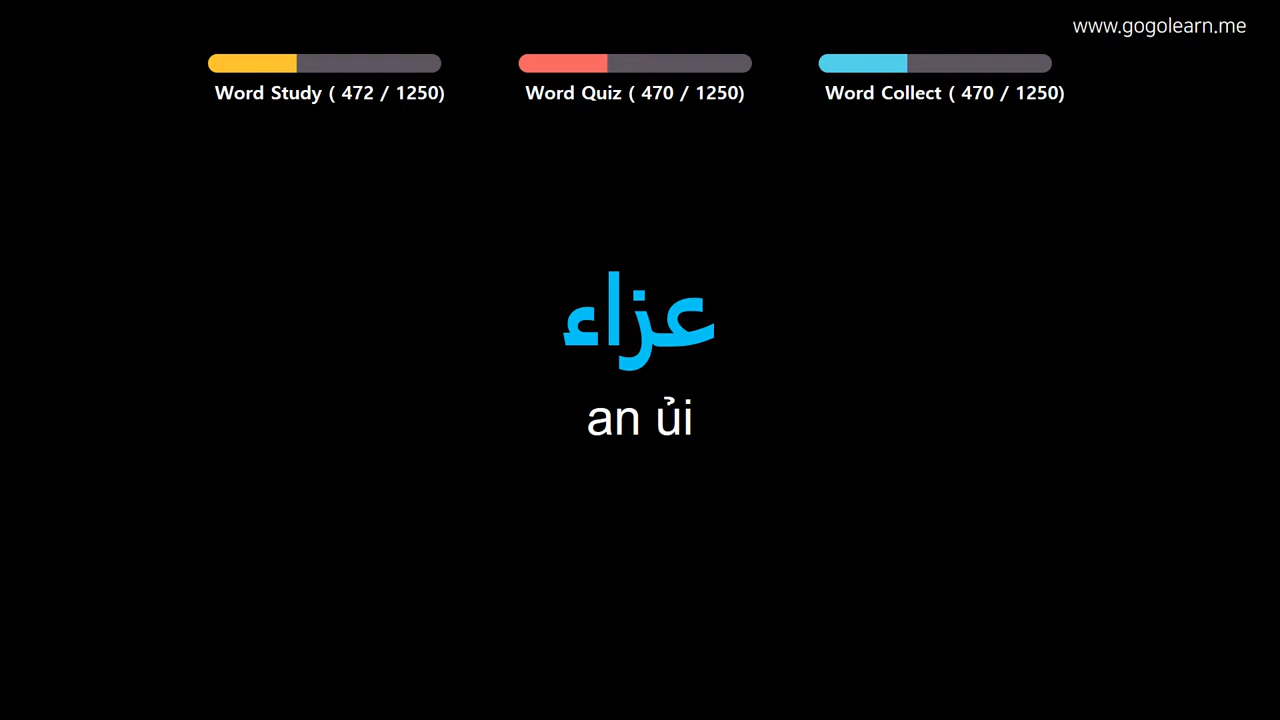 www.gogolearn.me
Word Study ( 472 / 1250)
Word Quiz ( 470 / 1250)
Word Collect ( 470 / 1250)
عزاء
an ủi